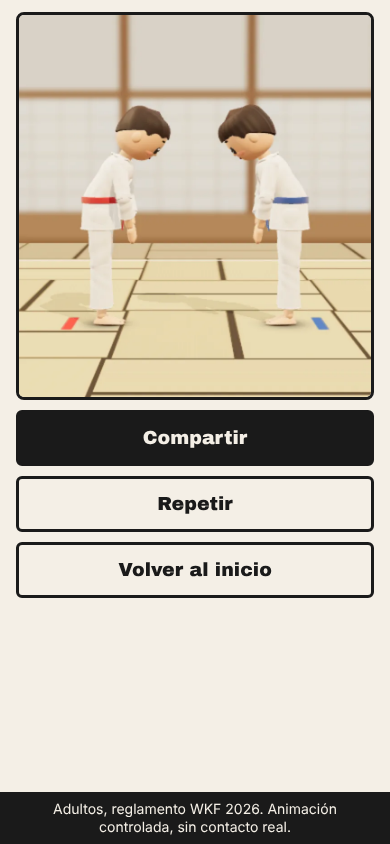 Compartir
Repetir
Volver al inicio
Adultos, reglamento WKF 2026. Animación
controlada, sin contacto real.